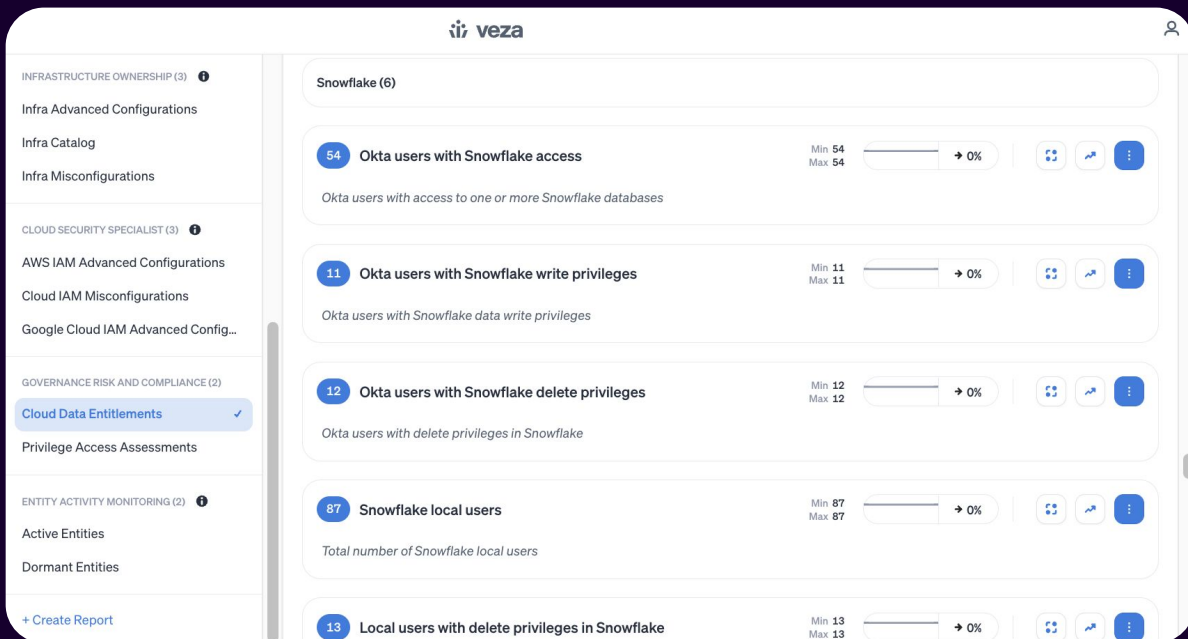 veza
INFRASTRUCTURE OWNERSHIP (3)
Infra Advanced Configurations
Infra Catalog
Infra Misconfigurations
CLOUD SECURITY SPECIALIST (3)
AWS IAM Advanced Configurations
Cloud IAM Misconfigurations
Google Cloud IAM Advanced Config...
GOVERNANCE RISK AND COMPLIANCE (2)
Cloud Data Entitlements
Privilege Access Assessments
ENTITY ACTIVITY MONITORING (2)
Active Entities
Dormant Entities
+ Create Report
Snowflake (6)
54 Okta users with Snowflake access
Min 54
Max 54
0%
Okta users with access to one or more Snowflake databases
11 Okta users with Snowflake write privileges
Min 11
Max 11
0%
Okta users with Snowflake data write privileges
12 Okta users with Snowflake delete privileges
Min 12
Max 12
0%
Okta users with delete privileges in Snowflake
87 Snowflake local users
Min 87
Max 87
0%
Total number of Snowflake local users
13 Local users with delete privileges in Snowflake
Min 13
Max 13
0%